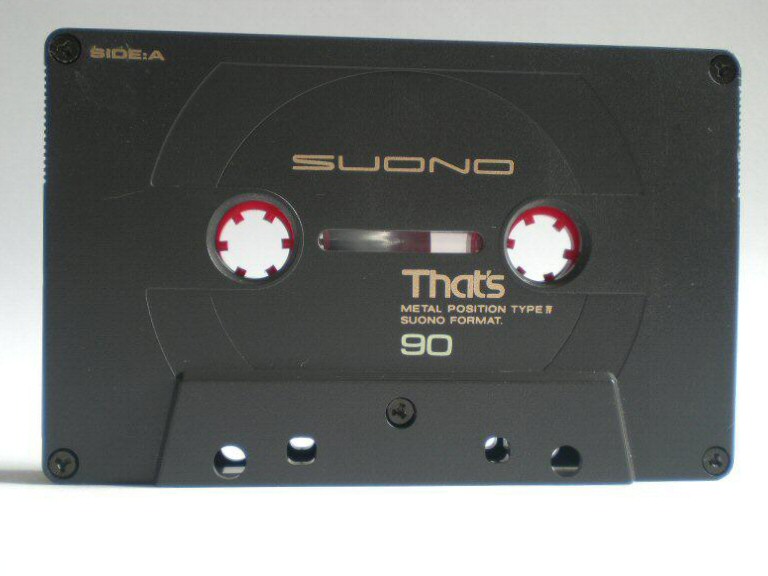 SIDE:A
SUONO
That's
METAL POSITION TYPE Ⅳ
SUONO FORMAT.
90